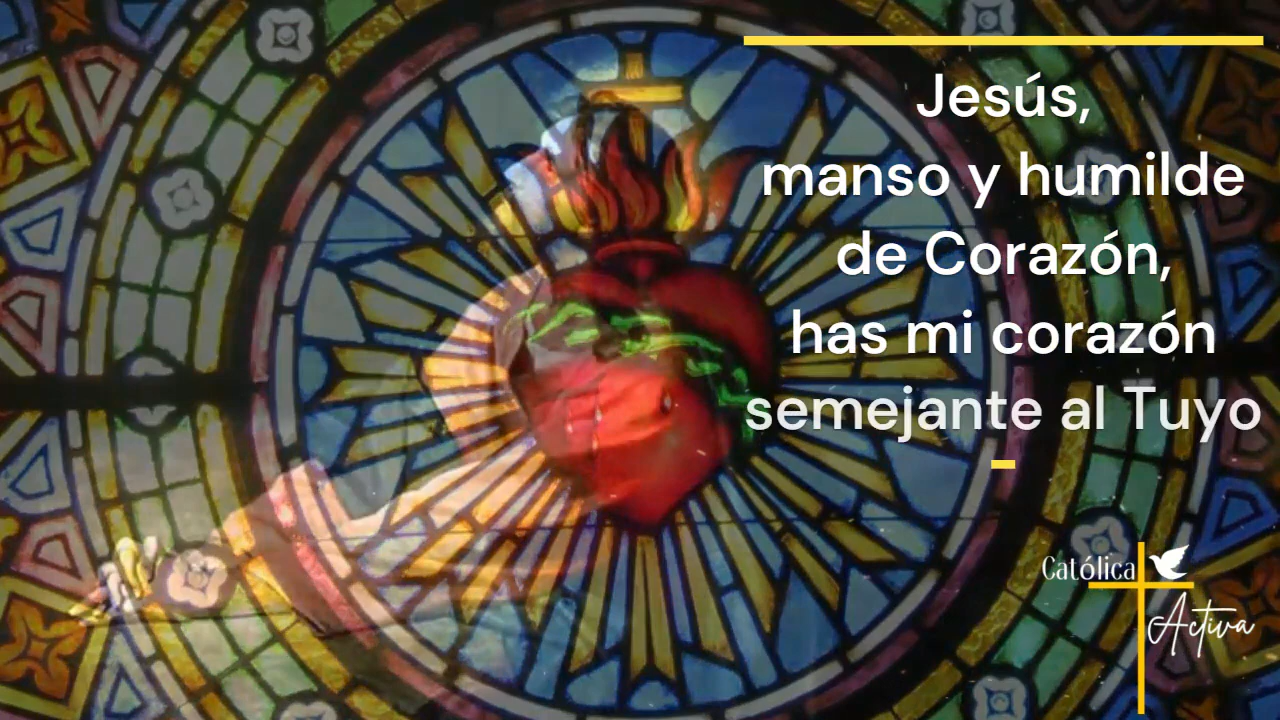 Jesús,
manso y humilde
de Corazón,
has mi corazón
semejante al Tuyo
Católica
Activa